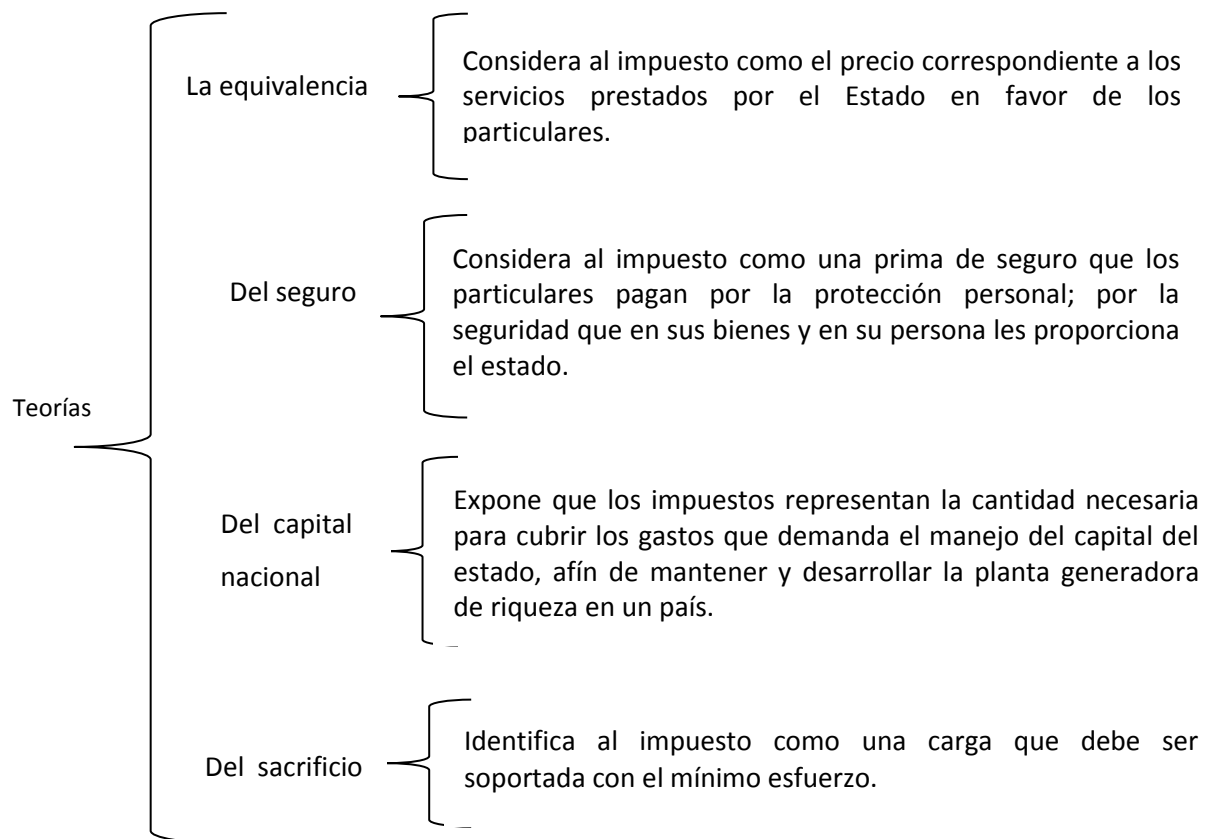 La equivalencia
Considera al impuesto como el precio correspondiente a los
servicios prestados por el Estado en favor de los
particulares.
Del seguro
Considera al impuesto como una prima de seguro que los
particulares pagan por la protección personal; por la
seguridad que en sus bienes y en su persona les proporciona
el estado.
Teorías
Del capital
nacional
Expone que los impuestos representan la cantidad necesaria
para cubrir los gastos que demanda el manejo del capital del
estado, afín de mantener y desarrollar la planta generadora
de riqueza en un país.
Del sacrificio
Identifica al impuesto como una carga que debe ser
soportada con el mínimo esfuerzo.